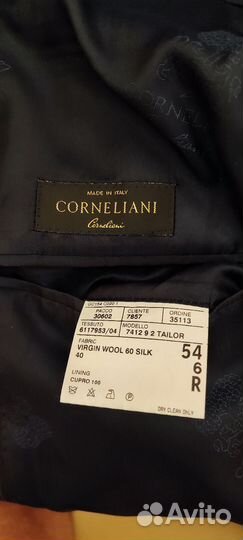 CORNELIANI
MADE IN ITALY
CORNELIANI
Corneliani
PACCO CLIENTE ORDINE
30602 7857 35113
TESSUTO MODELLO
6117953/04 7412 9 2 TAILOR
FABRIC
VIRGIN WOOL 60 SILK
40
54
6
R
LINING
CUPRO 100
DRY CLEAN ONLY
Avito